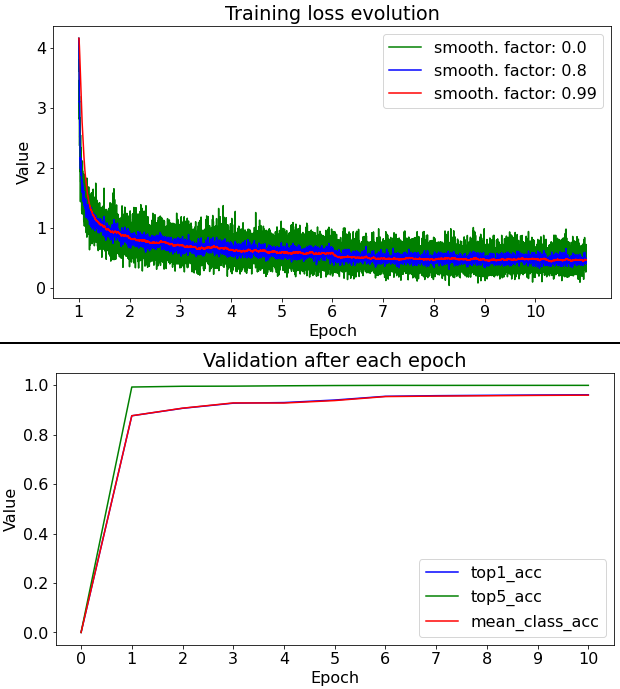 Training loss evolution
4
3
2
1
0
Value
smooth. factor: 0.0
smooth. factor: 0.8
smooth. factor: 0.99
1 2 3 4 5 6 7 8 9 10
Epoch
Validation after each epoch
1.0
0.8
0.6
0.4
0.2
0.0
Value
top1_acc
top5_acc
mean_class_acc
0 1 2 3 4 5 6 7 8 9 10
Epoch